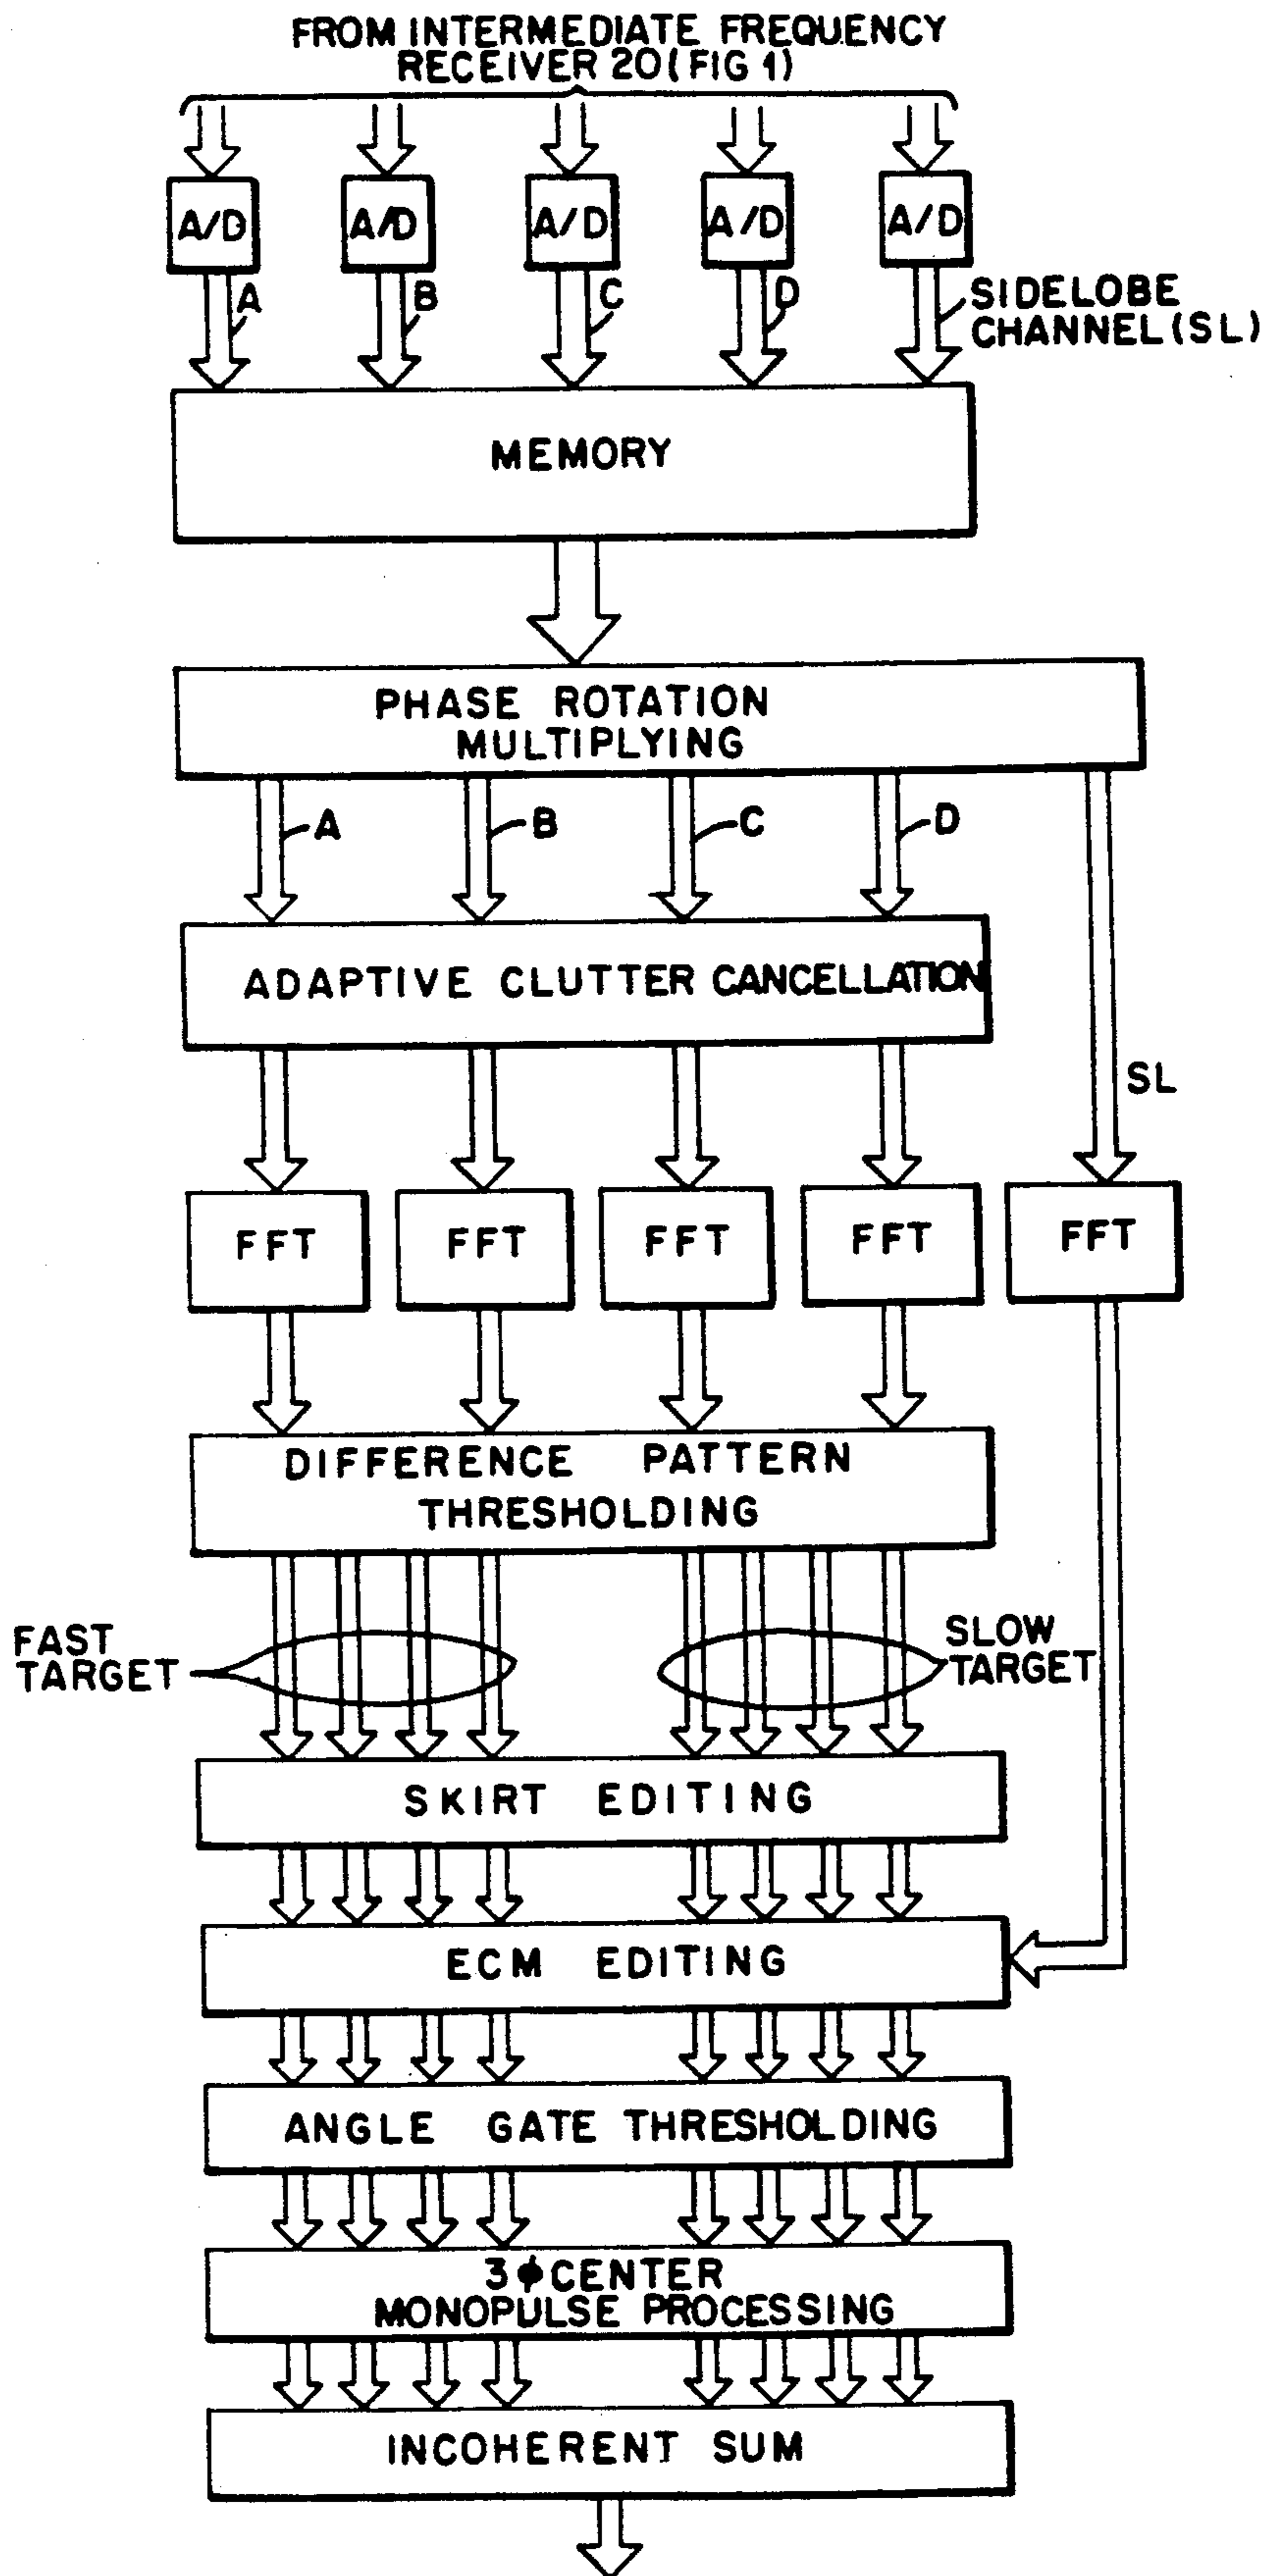 FROM INTERMEDIATE FREQUENCY
RECEIVER 20 (FIG 1)
A/D
A/D
A/D
A/D
A/D
A
B
C
D
SIDELOBE
CHANNEL (SL)
MEMORY
PHASE ROTATION
MULTIPLYING
A
B
C
D
ADAPTIVE CLUTTER CANCELLATION
SL
FFT
FFT
FFT
FFT
FFT
DIFFERENCE PATTERN
THRESHOLDING
FAST
TARGET
SLOW
TARGET
SKIRT EDITING
ECM EDITING
ANGLE GATE THRESHOLDING
3 ϕ CENTER
MONOPULSE PROCESSING
INCOHERENT SUM